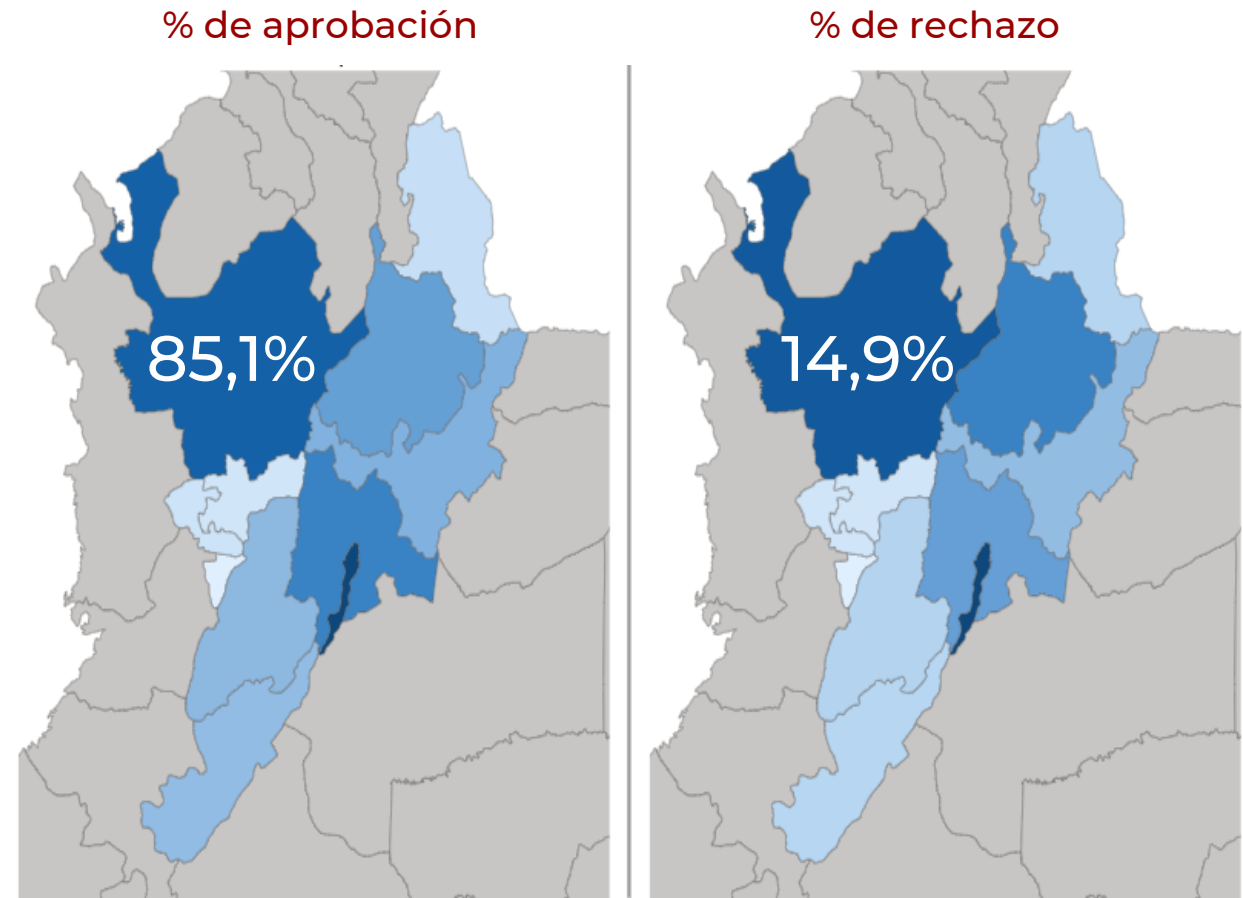 % de aprobación
% de rechazo
85,1%
14,9%